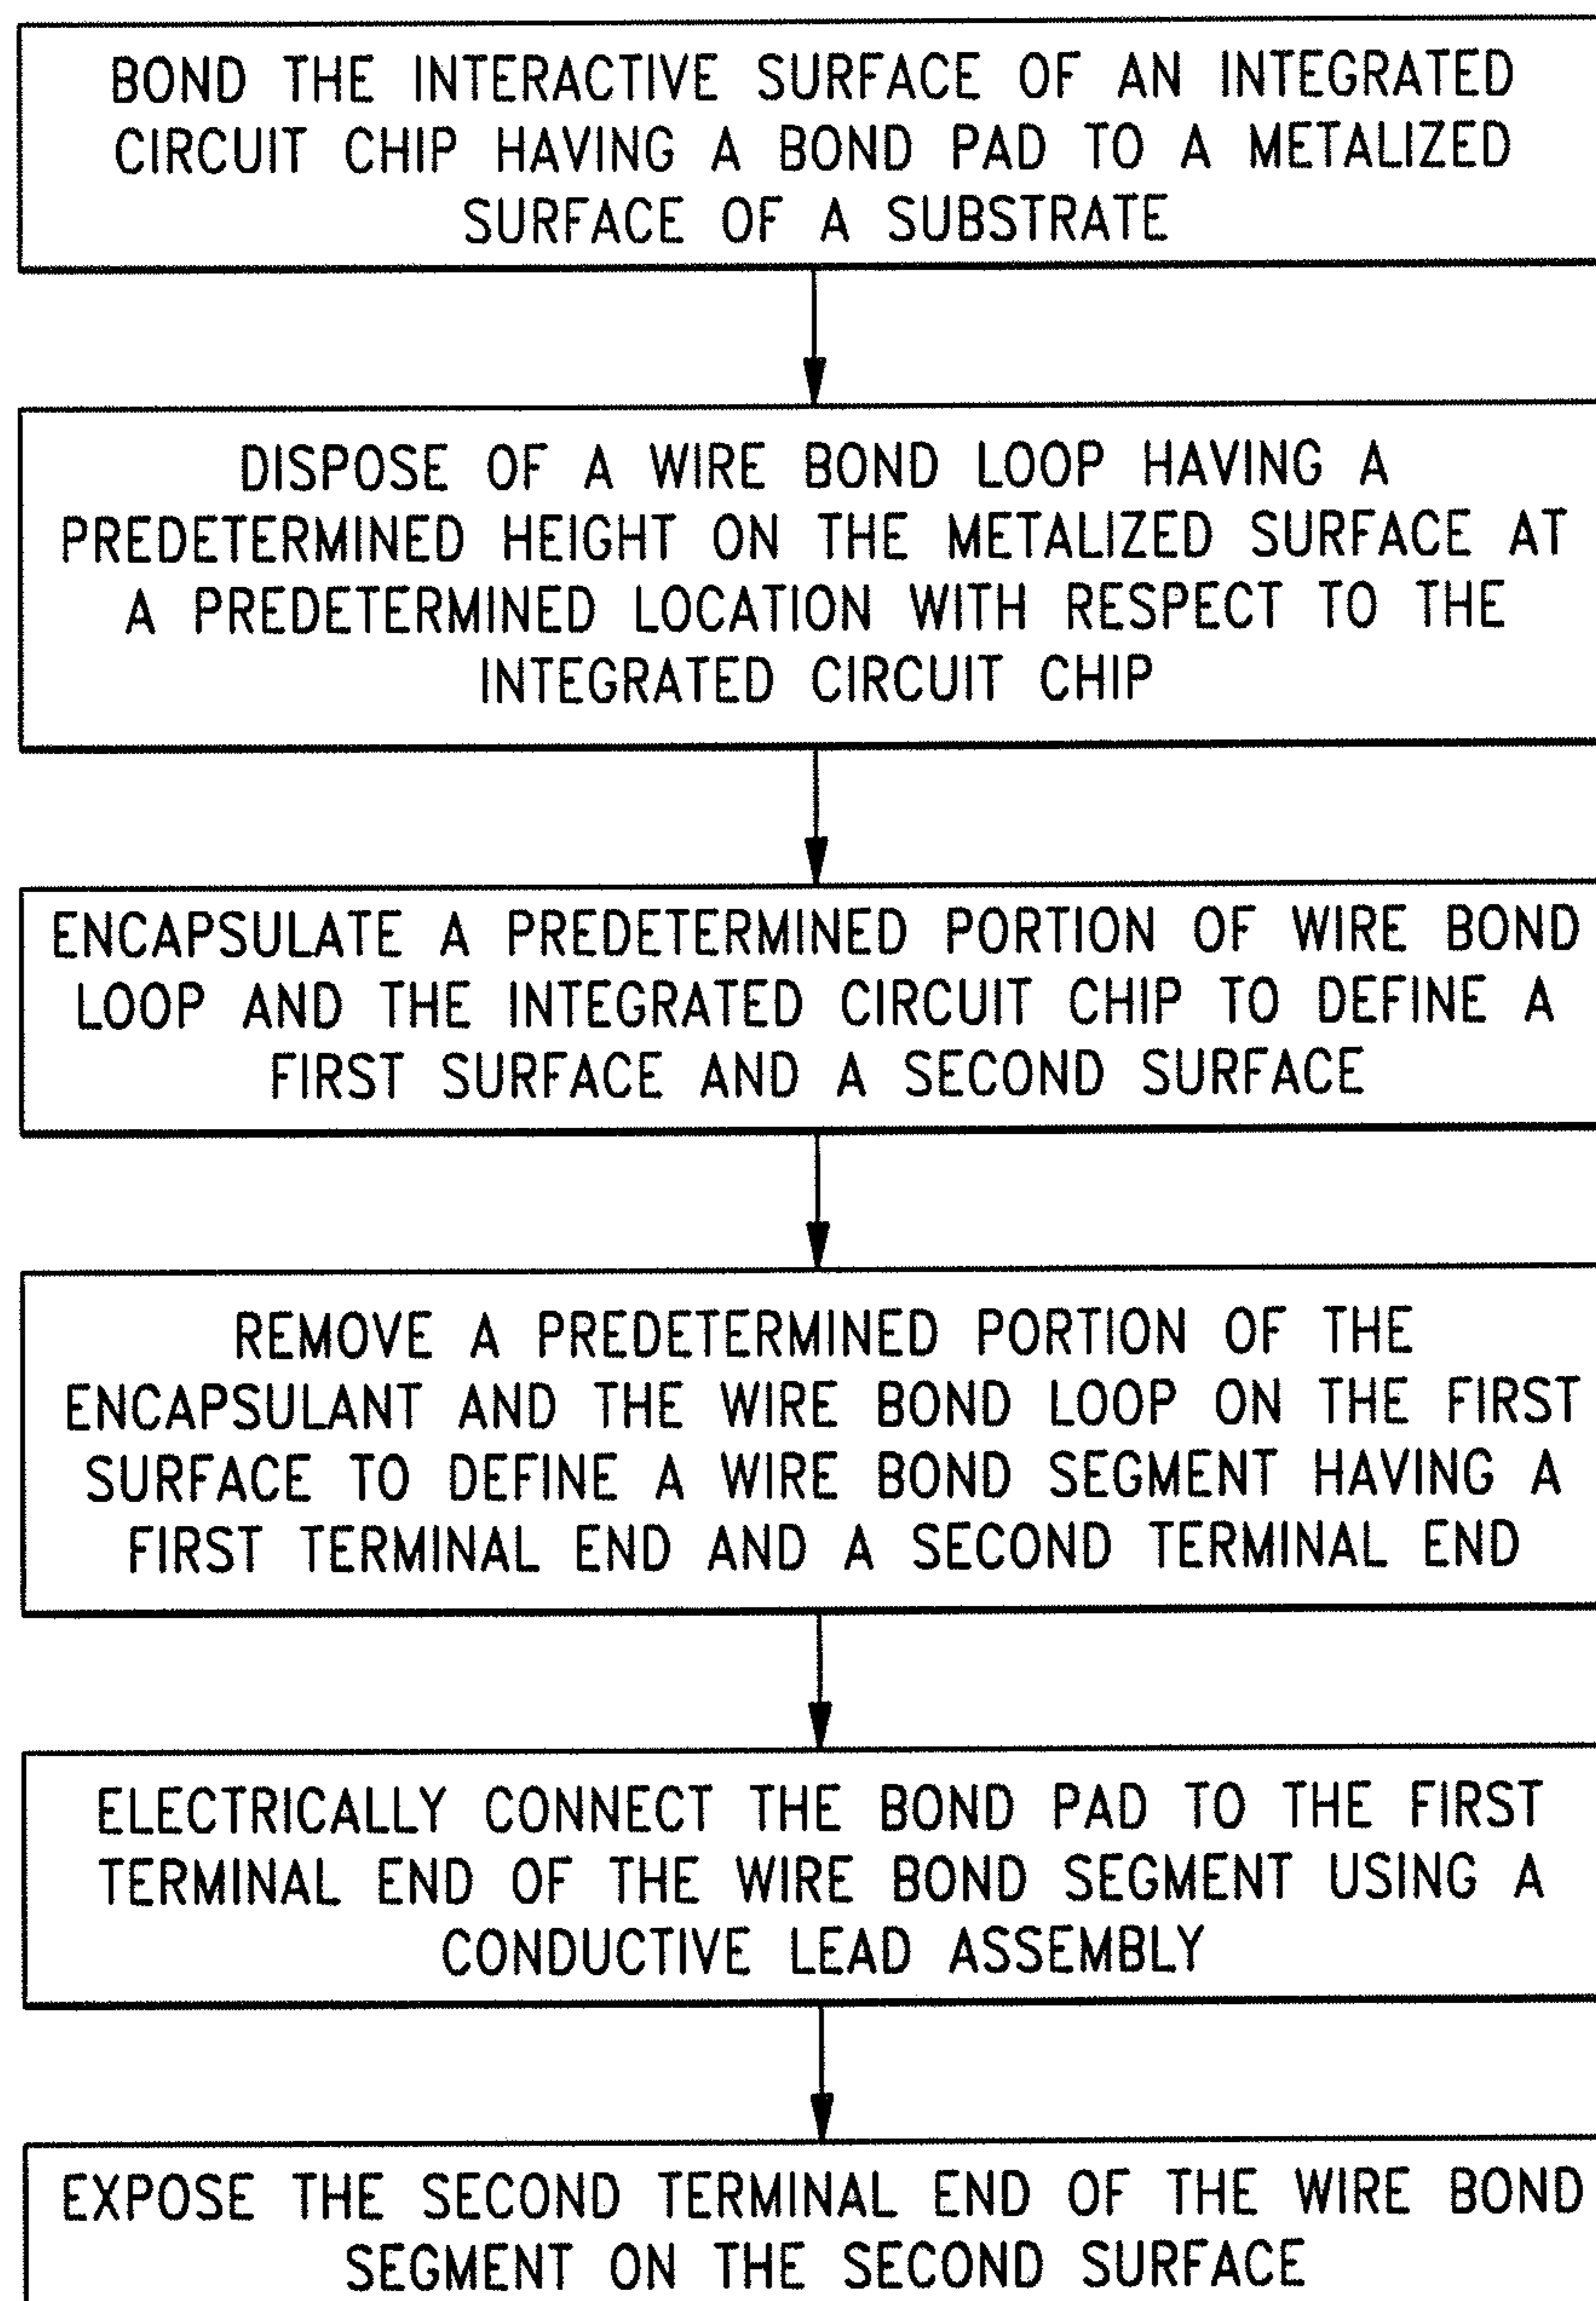 BOND THE INTERACTIVE SURFACE OF AN INTEGRATED
CIRCUIT CHIP HAVING A BOND PAD TO A METALIZED
SURFACE OF A SUBSTRATE
DISPOSE OF A WIRE BOND LOOP HAVING A
PREDETERMINED HEIGHT ON THE METALIZED SURFACE AT
A PREDETERMINED LOCATION WITH RESPECT TO THE
INTEGRATED CIRCUIT CHIP
ENCAPSULATE A PREDETERMINED PORTION OF WIRE BOND
LOOP AND THE INTEGRATED CIRCUIT CHIP TO DEFINE A
FIRST SURFACE AND A SECOND SURFACE
REMOVE A PREDETERMINED PORTION OF THE
ENCAPSULANT AND THE WIRE BOND LOOP ON THE FIRST
SURFACE TO DEFINE A WIRE BOND SEGMENT HAVING A
FIRST TERMINAL END AND A SECOND TERMINAL END
ELECTRICALLY CONNECT THE BOND PAD TO THE FIRST
TERMINAL END OF THE WIRE BOND SEGMENT USING A
CONDUCTIVE LEAD ASSEMBLY
EXPOSE THE SECOND TERMINAL END OF THE WIRE BOND
SEGMENT ON THE SECOND SURFACE